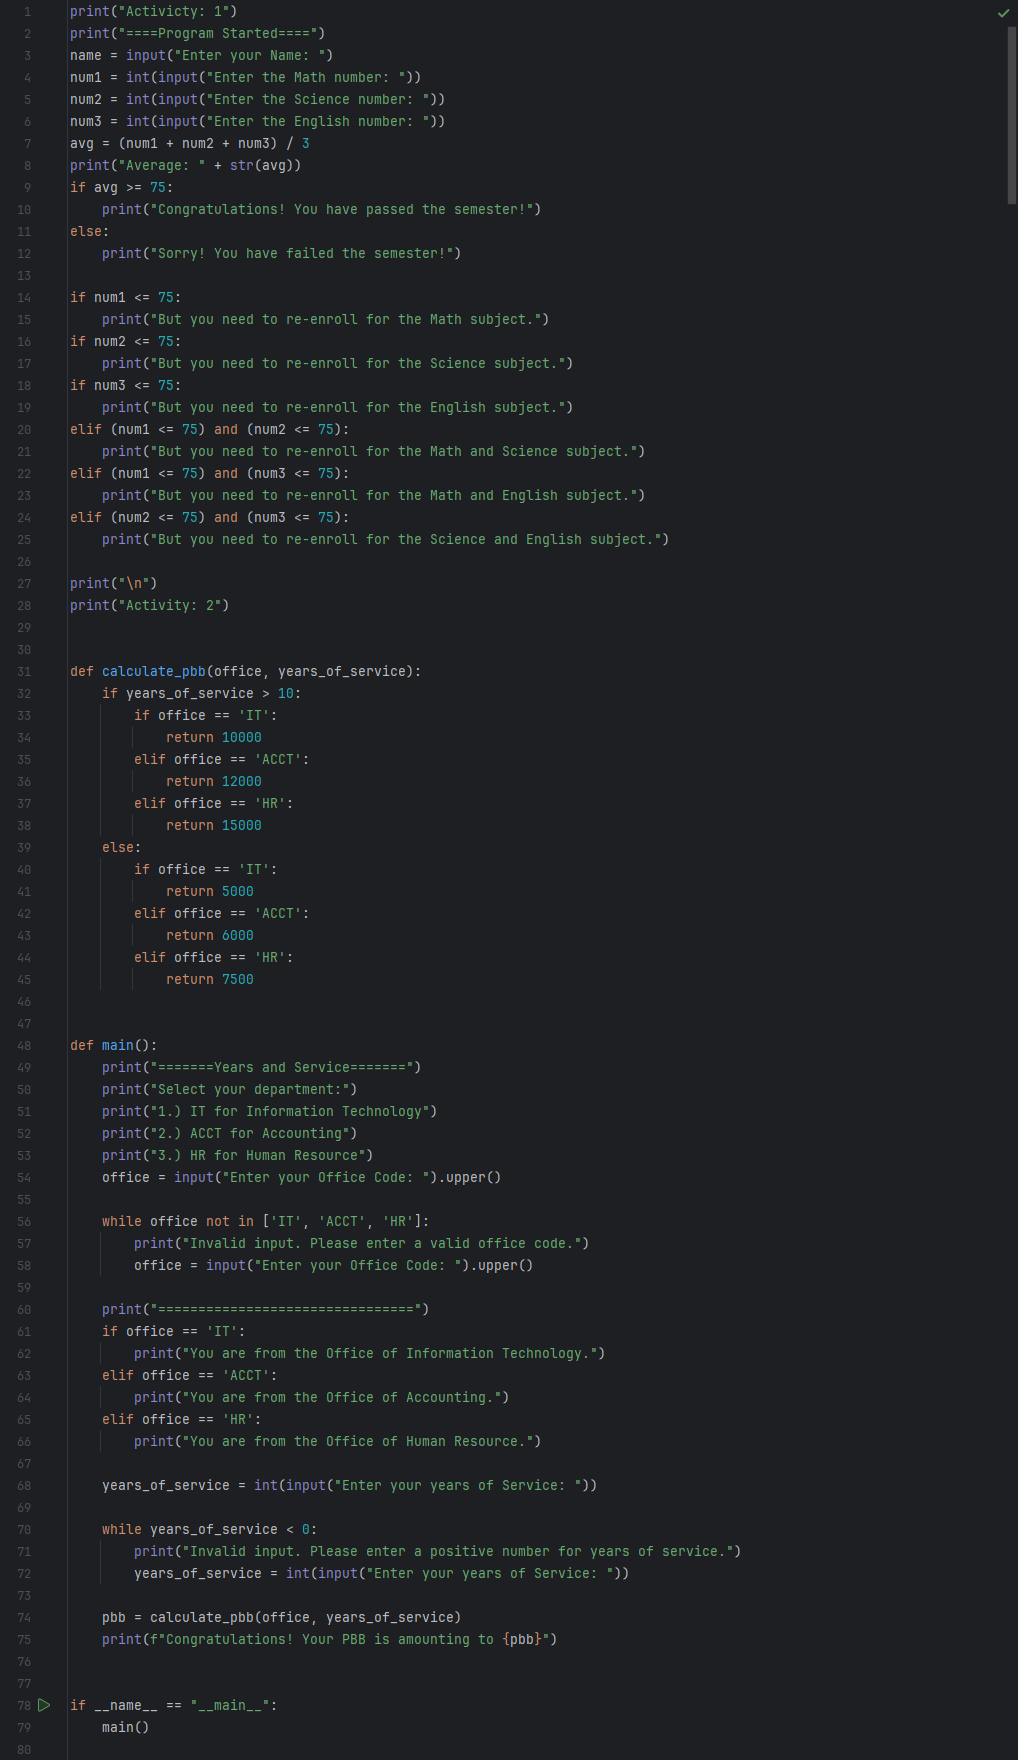 1 print("Activicty: 1")
2 print("====Program Started====")
3 name = input("Enter your Name: ")
4 num1 = int(input("Enter the Math number: "))
5 num2 = int(input("Enter the Science number: "))
6 num3 = int(input("Enter the English number: "))
7 avg = (num1 + num2 + num3) / 3
8 print("Average: " + str(avg))
9 if avg >= 75:
10     print("Congratulations! You have passed the semester!")
11 else:
12     print("Sorry! You have failed the semester!")
13
14 if num1 <= 75:
15     print("But you need to re-enroll for the Math subject.")
16 if num2 <= 75:
17     print("But you need to re-enroll for the Science subject.")
18 if num3 <= 75:
19     print("But you need to re-enroll for the English subject.")
20 elif (num1 <= 75) and (num2 <= 75):
21     print("But you need to re-enroll for the Math and Science subject.")
22 elif (num1 <= 75) and (num3 <= 75):
23     print("But you need to re-enroll for the Math and English subject.")
24 elif (num2 <= 75) and (num3 <= 75):
25     print("But you need to re-enroll for the Science and English subject.")
26
27 print("\n")
28 print("Activity: 2")
29
30
31 def calculate_pbb(office, years_of_service):
32     if years_of_service > 10:
33         if office == 'IT':
34             return 10000
35         elif office == 'ACCT':
36             return 12000
37         elif office == 'HR':
38             return 15000
39     else:
40         if office == 'IT':
41             return 5000
42         elif office == 'ACCT':
43             return 6000
44         elif office == 'HR':
45             return 7500
46
47
48 def main():
49     print("=======Years and Service=======")
50     print("Select your department:")
51     print("1.) IT for Information Technology")
52     print("2.) ACCT for Accounting")
53     print("3.) HR for Human Resource")
54     office = input("Enter your Office Code: ").upper()
55
56     while office not in ['IT', 'ACCT', 'HR']:
57         print("Invalid input. Please enter a valid office code.")
58         office = input("Enter your Office Code: ").upper()
59
60     print("================================")
61     if office == 'IT':
62         print("You are from the Office of Information Technology.")
63     elif office == 'ACCT':
64         print("You are from the Office of Accounting.")
65     elif office == 'HR':
66         print("You are from the Office of Human Resource.")
67
68     years_of_service = int(input("Enter your years of Service: "))
69
70     while years_of_service < 0:
71         print("Invalid input. Please enter a positive number for years of service.")
72         years_of_service = int(input("Enter your years of Service: "))
73
74     pbb = calculate_pbb(office, years_of_service)
75     print(f"Congratulations! Your PBB is amounting to {pbb}")
76
77
78 if __name__ == "__main__":
79     main()
80